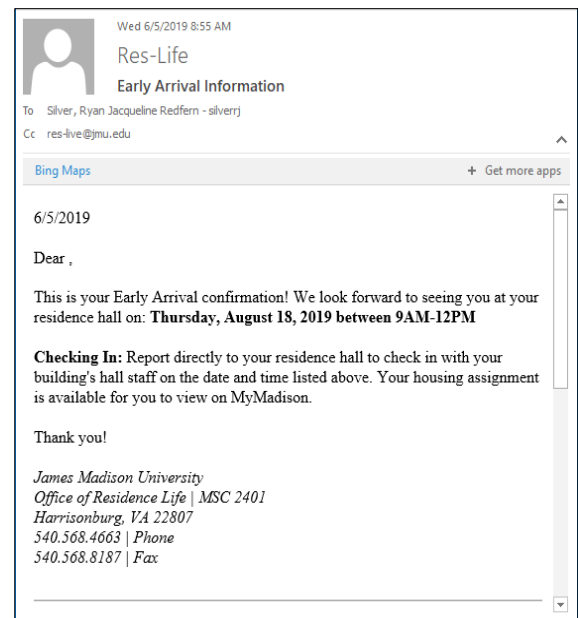 Wed 6/5/2019 8:55 AM
Res-Life
Early Arrival Information
To Silver, Ryan Jacqueline Redfern - silverrj
Cc res-live@jmu.edu
Bing Maps + Get more apps
6/5/2019
Dear ,
This is your Early Arrival confirmation! We look forward to seeing you at your
residence hall on: Thursday, August 18, 2019 between 9AM-12PM
Checking In: Report directly to your residence hall to check in with your
building's hall staff on the date and time listed above. Your housing assignment
is available for you to view on MyMadison.
Thank you!
James Madison University
Office of Residence Life | MSC 2401
Harrisonburg, VA 22807
540.568.4663 | Phone
540.568.8187 | Fax